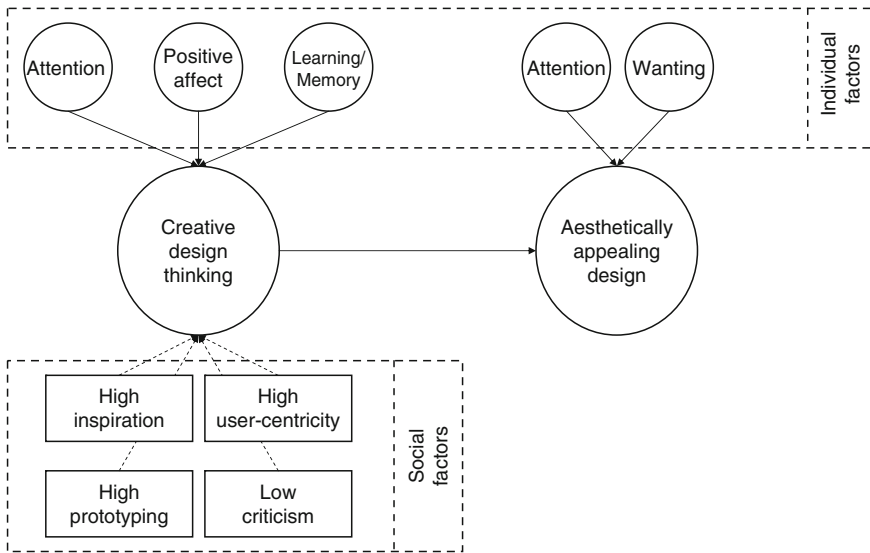 Attention
Positive
affect
Learning/
Memory
Attention
Wanting
Individual
factors
Creative
design
thinking
Aesthetically
appealing
design
High
inspiration
High
user-centricity
High
prototyping
Low
criticism
Social
factors